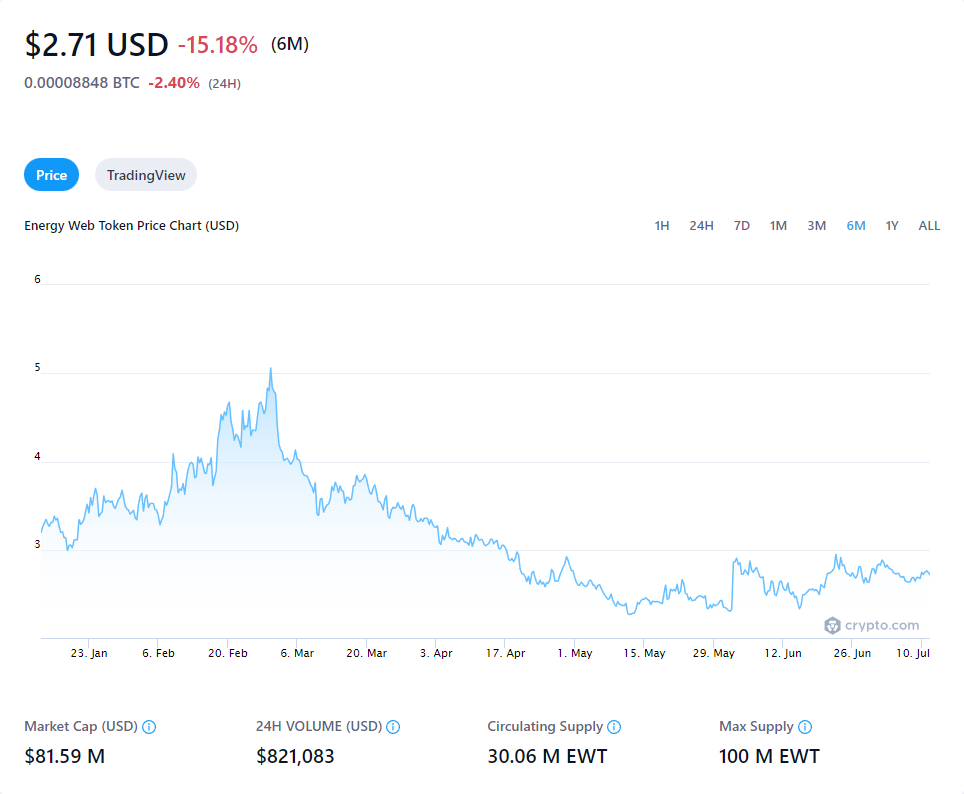 $2.71 USD -15.18% (6M)
0.00008848 BTC -2.40% (24H)
Price TradingView
Energy Web Token Price Chart (USD) 1H 24H 7D 1M 3M 6M 1Y ALL
6
5
4
3
crypto.com
23. Jan 6. Feb 20. Feb 6. Mar 20. Mar 3. Apr 17. Apr 1. May 15. May 29. May 12. Jun 26. Jun 10. Jul
Market Cap (USD) 24H VOLUME (USD) Circulating Supply Max Supply
$81.59 M $821,083 30.06 M EWT 100 M EWT